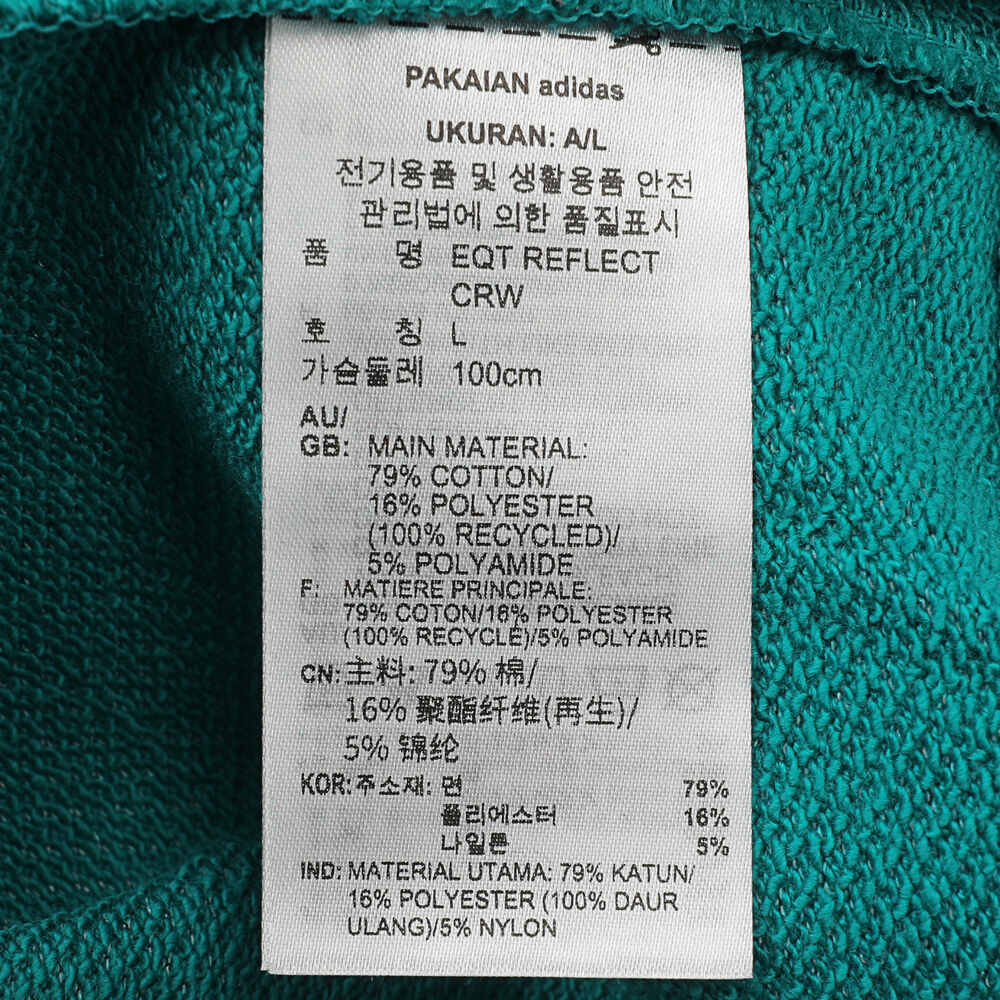 PAKAIAN adidas
UKURAN: A/L
전기용품 및 생활용품 안전
관리법에 의한 품질표시
품 명 EQT REFLECT
CRW
호 칭 L
가슴둘레 100cm
AU/
GB: MAIN MATERIAL:
79% COTTON/
16% POLYESTER
(100% RECYCLED)/
5% POLYAMIDE
F: MATIERE PRINCIPALE:
79% COTON/16% POLYESTER
(100% RECYCLÉ)/5% POLYAMIDE
CN: 主料: 79% 棉/
16% 聚酯纤维(再生)/
5% 锦纶
KOR: 주소재: 면 79%
폴리에스터 16%
나일론 5%
IND: MATERIAL UTAMA: 79% KATUN/
16% POLYESTER (100% DAUR
ULANG)/5% NYLON